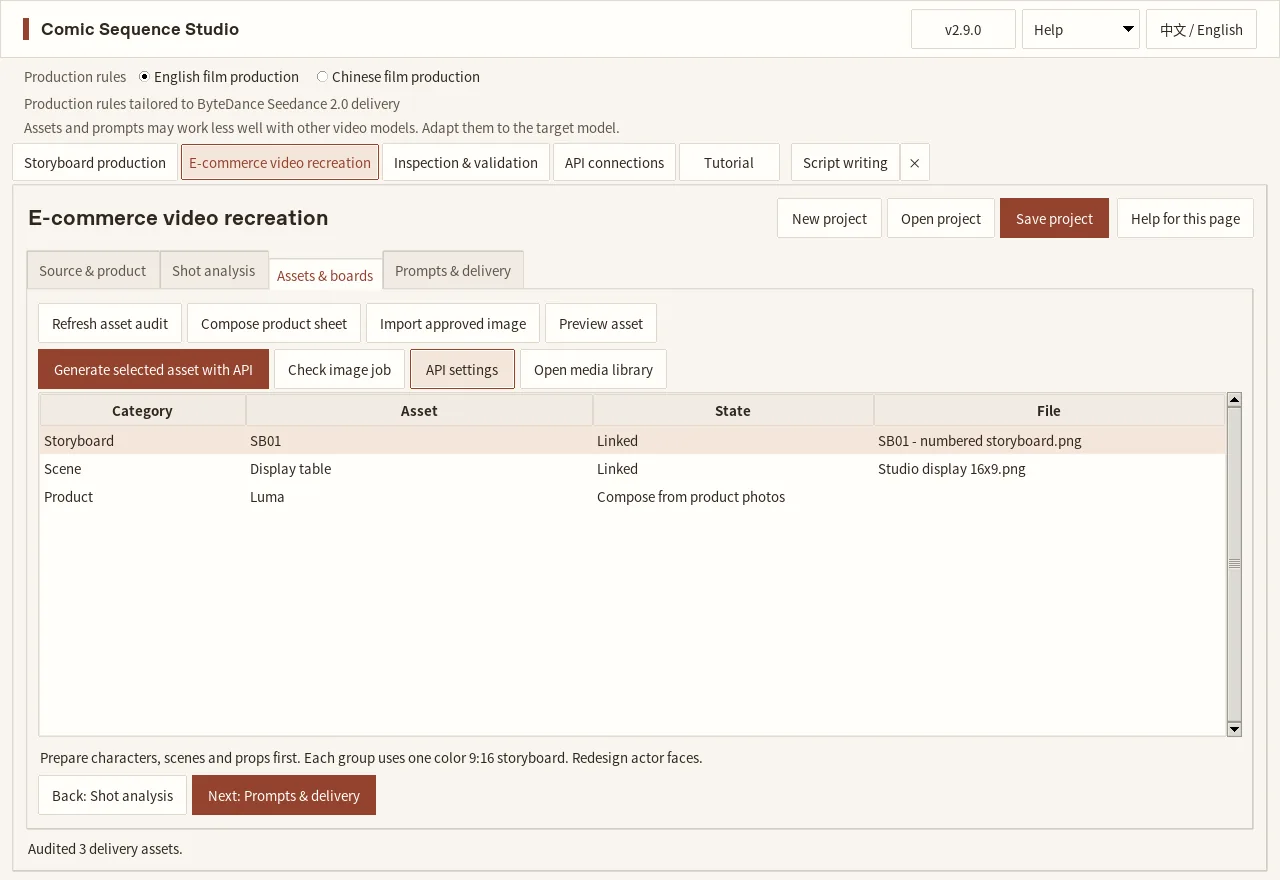 Comic Sequence Studio
v2.9.0
Help
中文 / English
Production rules
English film production
Chinese film production
Production rules tailored to ByteDance Seedance 2.0 delivery
Assets and prompts may work less well with other video models. Adapt them to the target model.
Storyboard production
E-commerce video recreation
Inspection & validation
API connections
Tutorial
Script writing
×
E-commerce video recreation
New project
Open project
Save project
Help for this page
Source & product
Shot analysis
Assets & boards
Prompts & delivery
Refresh asset audit
Compose product sheet
Import approved image
Preview asset
Generate selected asset with API
Check image job
API settings
Open media library
Category Asset State File
Storyboard SB01 Linked SB01 - numbered storyboard.png
Scene Display table Linked Studio display 16x9.png
Product Luma Compose from product photos
Prepare characters, scenes and props first. Each group uses one color 9:16 storyboard. Redesign actor faces.
Back: Shot analysis
Next: Prompts & delivery
Audited 3 delivery assets.